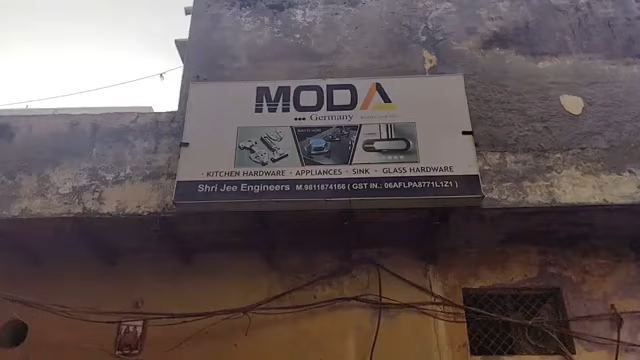 MODA
Germany
· KITCHEN HARDWARE · APPLIANCES · SINK · GLASS HARDWARE
Shri Jee Engineers M.9811874166 ( GST IN.: 06AFLPA8771L1Z1 )